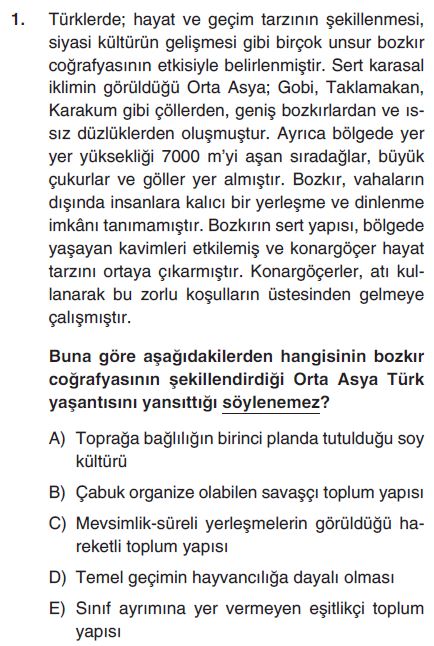 1. Türklerde; hayat ve geçim tarzının şekillenmesi,
siyasi kültürün gelişmesi gibi birçok unsur bozkır
coğrafyasının etkisiyle belirlenmiştir. Sert karasal
iklimin görüldüğü Orta Asya; Gobi, Taklamakan,
Karakum gibi çöllerden, geniş bozkırlardan ve ıs-
sız düzlüklerden oluşmuştur. Ayrıca bölgede yer
yer yüksekliği 7000 m’yi aşan sıradağlar, büyük
çukurlar ve göller yer almıştır. Bozkır, vahaların
dışında insanlara kalıcı bir yerleşme ve dinlenme
imkânı tanımamıştır. Bozkırın sert yapısı, bölgede
yaşayan kavimleri etkilemiş ve konargöçer hayat
tarzını ortaya çıkarmıştır. Konargöçerler, atı kul-
lanarak bu zorlu koşulların üstesinden gelmeye
çalışmıştır.
Buna göre aşağıdakilerden hangisinin bozkır
coğrafyasının şekillendirdiği Orta Asya Türk
yaşantısını yansıttığı söylenemez?
A) Toprağa bağlılığın birinci planda tutulduğu soy
kültürü
B) Çabuk organize olabilen savaşçı toplum yapısı
C) Mevsimlik-süreli yerleşmelerin görüldüğü ha-
reketli toplum yapısı
D) Temel geçimin hayvancılığa dayalı olması
E) Sınıf ayrımına yer vermeyen eşitlikçi toplum
yapısı